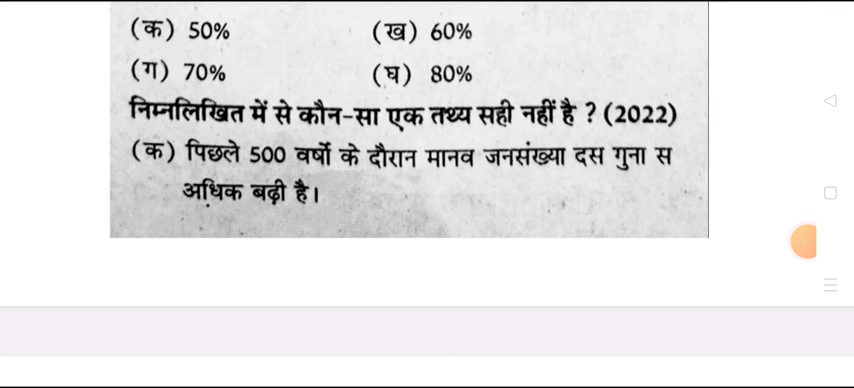 (क) 50% (ख) 60%
(ग) 70% (घ) 80%
निम्नलिखित में से कौन-सा एक तथ्य सही नहीं है ? (2022)
(क) पिछले 500 वर्षो के दौरान मानव जनसंख्या दस गुना स
अधिक बढ़ी है।